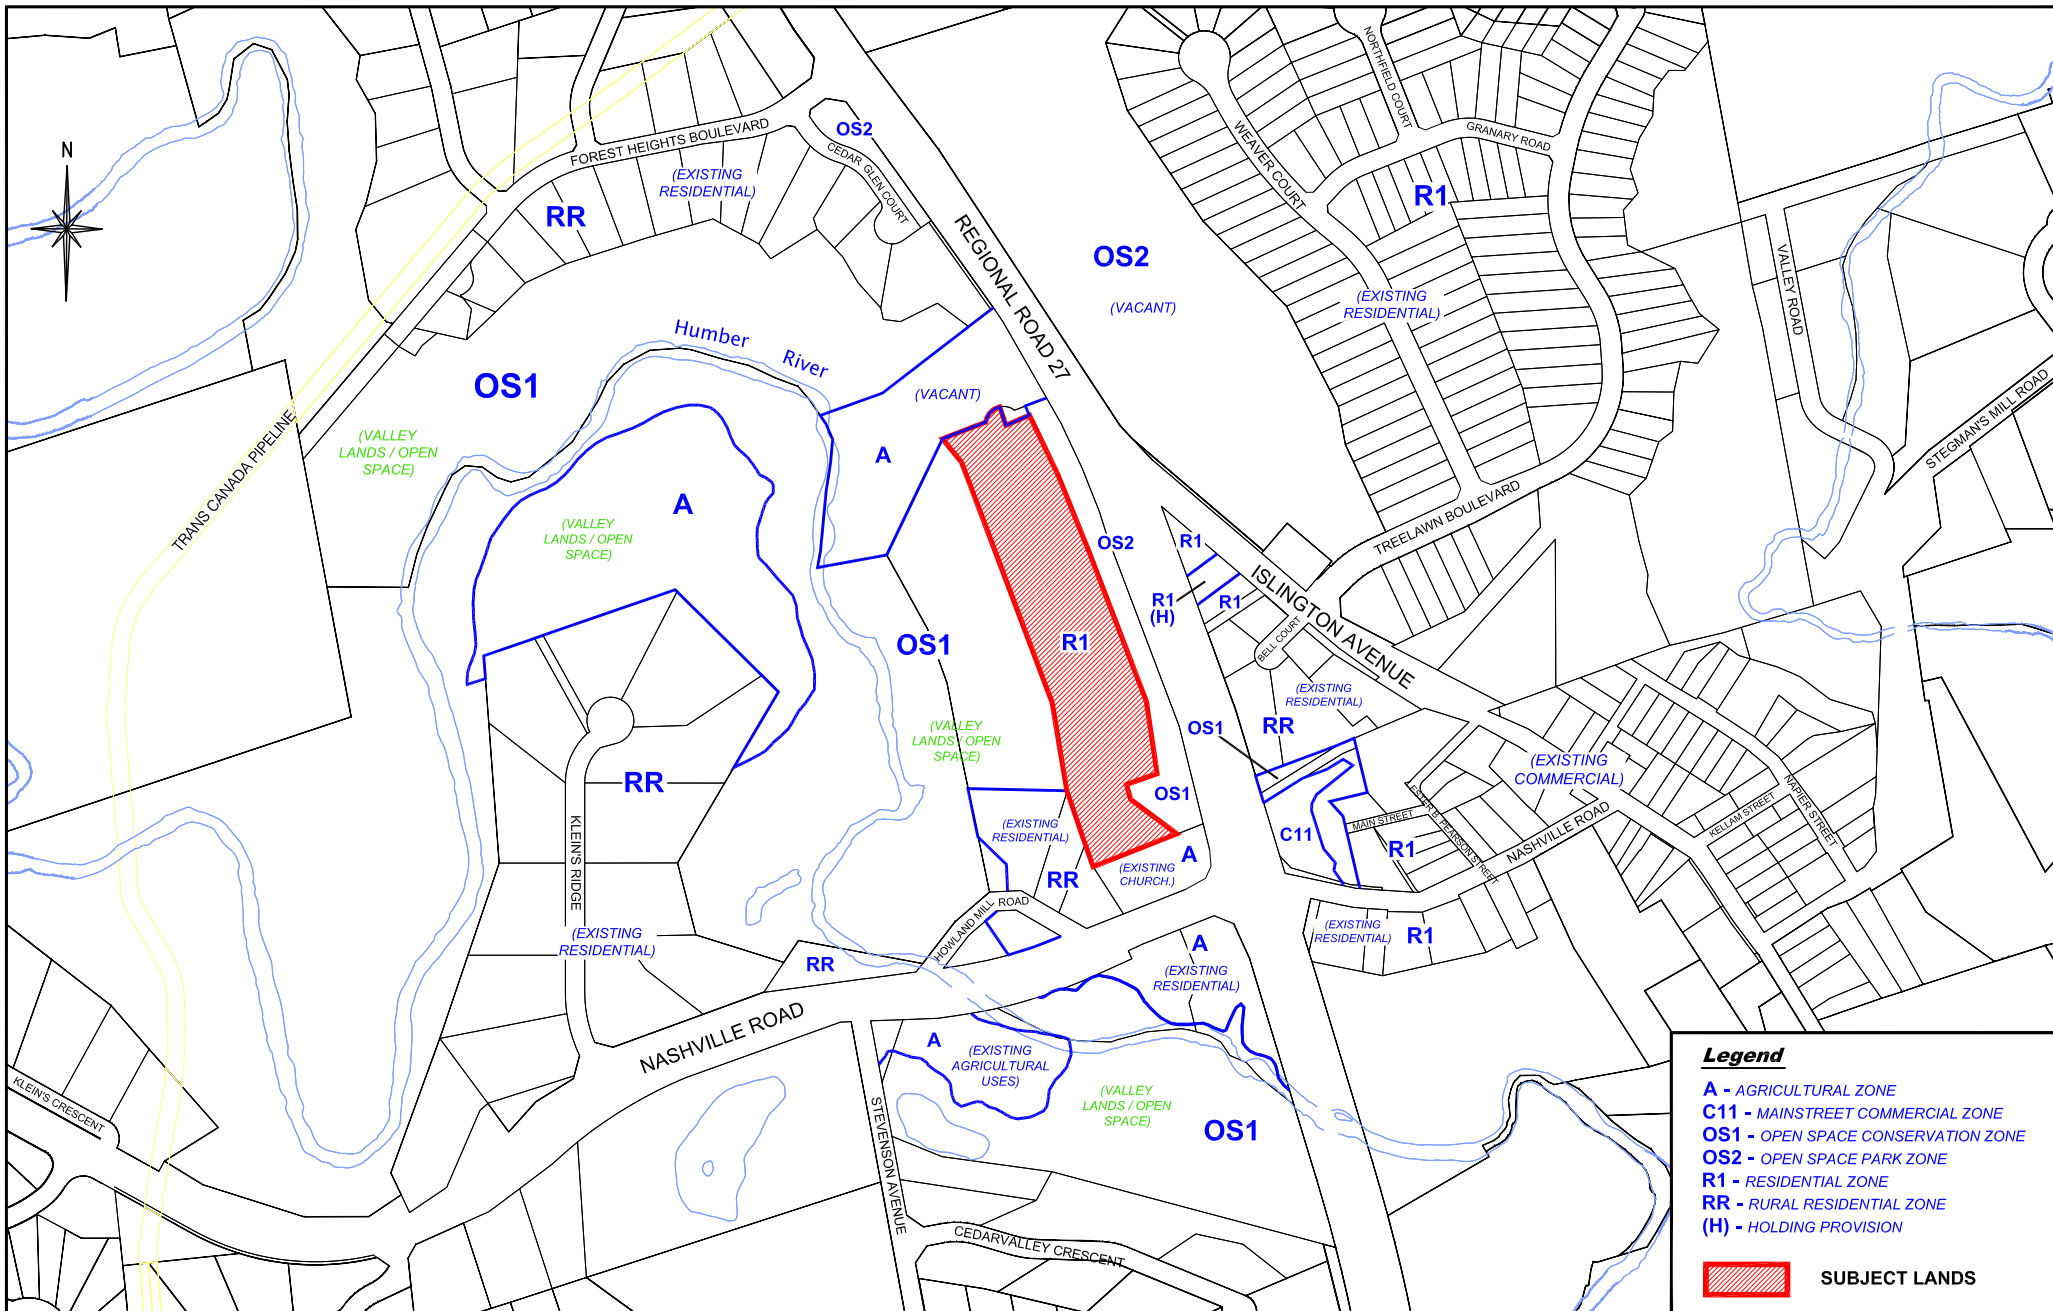 N
OS2
FOREST HEIGHTS BOULEVARD
CEDAR GLEN COURT
(EXISTING
RESIDENTIAL)
RR
REGIONAL ROAD 27
OS2
(VACANT)
NORTHFIELD COURT
WEAVER COURT
GRANARY ROAD
R1
(EXISTING
RESIDENTIAL)
VALLEY ROAD
STEGMAN'S MILL ROAD
TREELAWN BOULEVARD
Humber River
OS1
(VALLEY
LANDS / OPEN
SPACE)
TRANS CANADA PIPELINE
(VACANT)
A
A
(VALLEY
LANDS / OPEN
SPACE)
OS2
R1
R1
(H)
R1
ISLINGTON AVENUE
BELL COURT
OS1
R1
(EXISTING
RESIDENTIAL)
RR
OS1
(VALLEY
LANDS / OPEN
SPACE)
RR
(EXISTING
COMMERCIAL)
NAPIER STREET
KELLAM STREET
NASHVILLE ROAD
LESTER B. PEARSON STREET
MAIN STREET
OS1
C11
R1
A
(EXISTING
RESIDENTIAL)
RR
(EXISTING
CHURCH.)
KLEIN'S RIDGE
(EXISTING
RESIDENTIAL)
HOWLAND MILL ROAD
RR
A
(EXISTING
RESIDENTIAL)
(EXISTING
RESIDENTIAL)
R1
NASHVILLE ROAD
A
(EXISTING
AGRICULTURAL
USES)
(VALLEY
LANDS / OPEN
SPACE)
OS1
KLEIN'S CRESCENT
STEVENSON AVENUE
CEDARVALLEY CRESCENT
Legend
A - AGRICULTURAL ZONE
C11 - MAINSTREET COMMERCIAL ZONE
OS1 - OPEN SPACE CONSERVATION ZONE
OS2 - OPEN SPACE PARK ZONE
R1 - RESIDENTIAL ZONE
RR - RURAL RESIDENTIAL ZONE
(H) - HOLDING PROVISION
SUBJECT LANDS